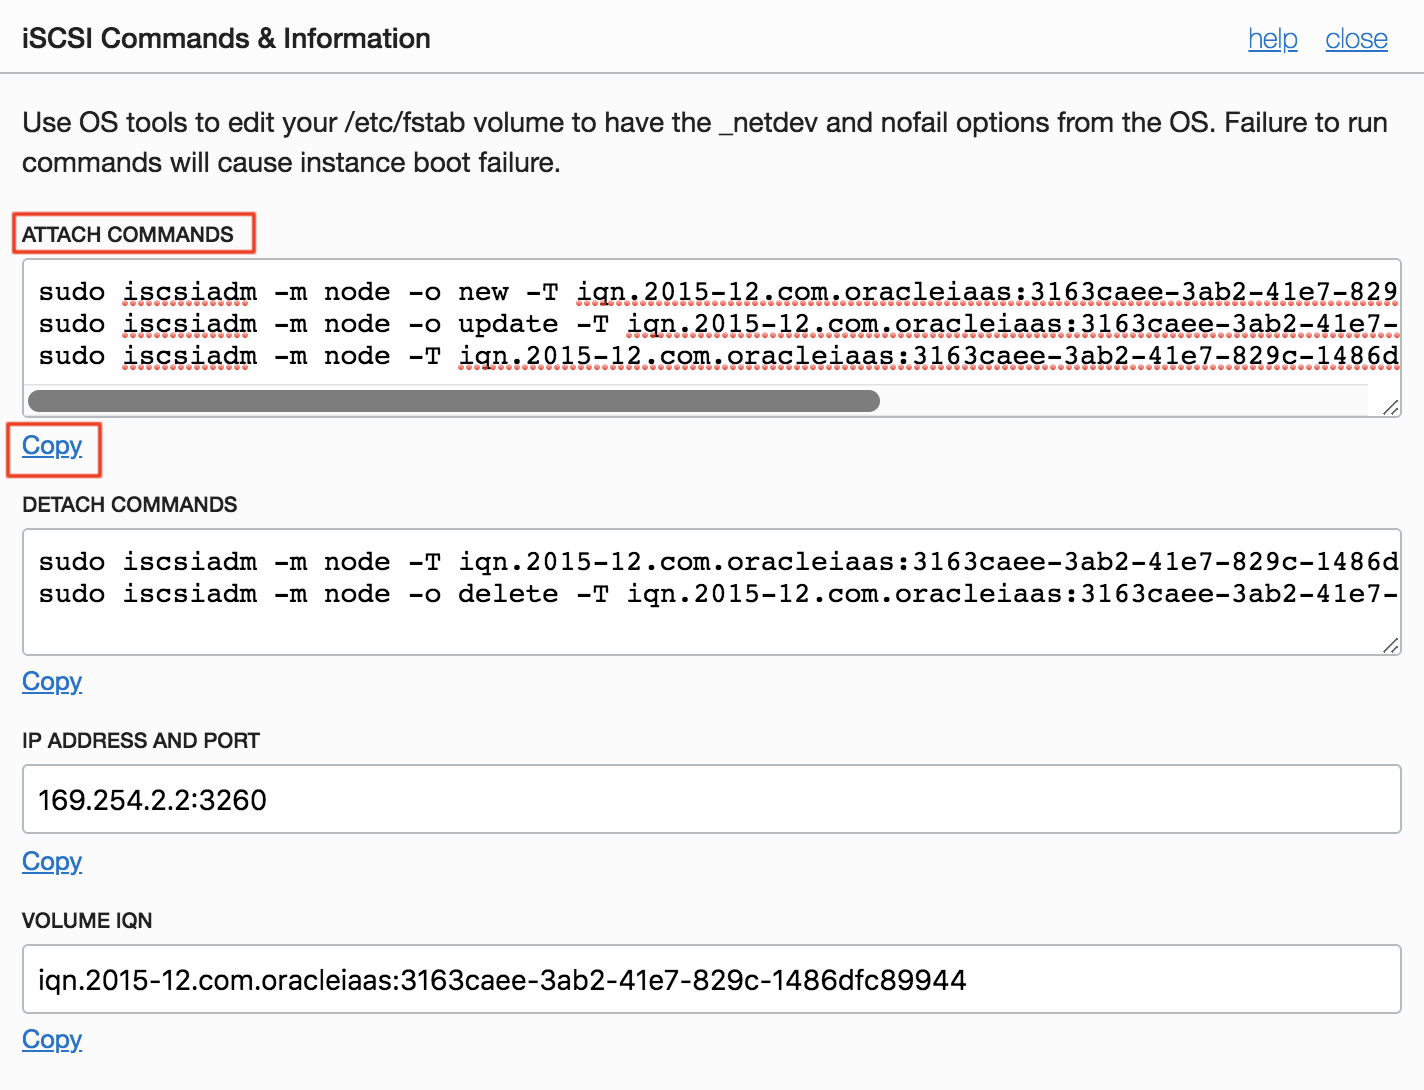 iSCSI Commands & Information
help close
Use OS tools to edit your /etc/fstab volume to have the _netdev and nofail options from the OS. Failure to run
commands will cause instance boot failure.
ATTACH COMMANDS
sudo iscsiadm -m node -o new -T iqn.2015-12.com.oracleiaas:3163caee-3ab2-41e7-829
sudo iscsiadm -m node -o update -T iqn.2015-12.com.oracleiaas:3163caee-3ab2-41e7-
sudo iscsiadm -m node -T iqn.2015-12.com.oracleiaas:3163caee-3ab2-41e7-829c-1486d
Copy
DETACH COMMANDS
sudo iscsiadm -m node -T iqn.2015-12.com.oracleiaas:3163caee-3ab2-41e7-829c-1486d
sudo iscsiadm -m node -o delete -T iqn.2015-12.com.oracleiaas:3163caee-3ab2-41e7-
Copy
IP ADDRESS AND PORT
169.254.2.2:3260
Copy
VOLUME IQN
iqn.2015-12.com.oracleiaas:3163caee-3ab2-41e7-829c-1486dfc89944
Copy